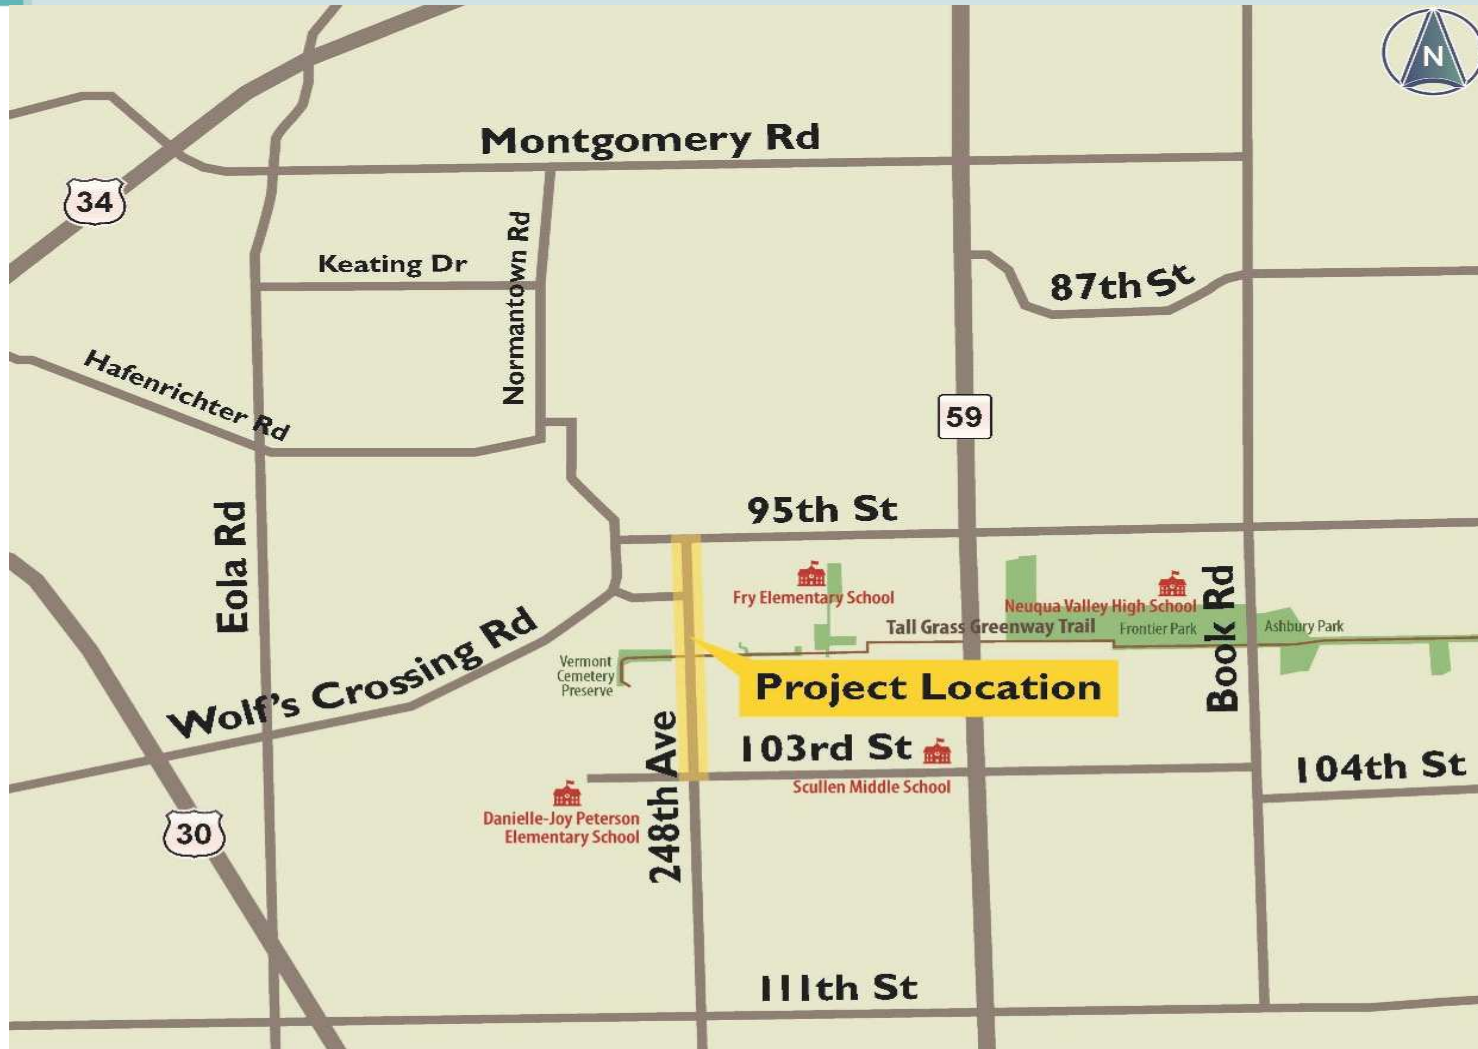 N
Montgomery Rd
34
Normantown Rd
Keating Dr
87th St
Hafenrichter Rd
59
Eola Rd
95th St
Fry Elementary School
Neuqua Valley High School
Book Rd
Tall Grass Greenway Trail
Frontier Park
Ashbury Park
Wolf's Crossing Rd
Vermont
Cemetery
Preserve
Project Location
248th Ave
103rd St
104th St
Scullen Middle School
Danielle-Joy Peterson
Elementary School
30
111th St